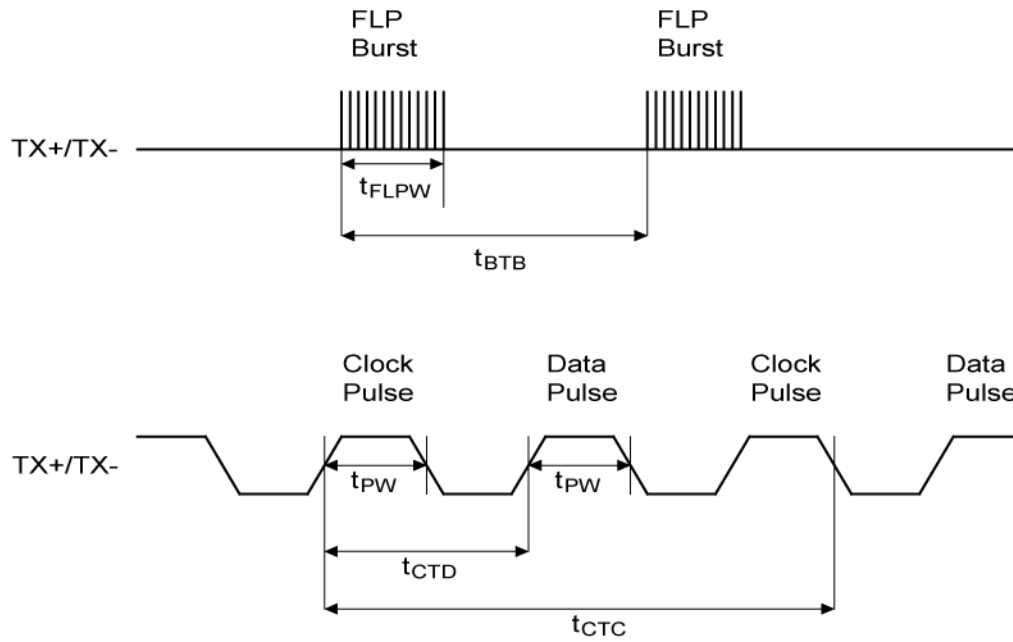 FLP
Burst
FLP
Burst
TX+/TX-
tFLPW
tBTB
Clock
Pulse
Data
Pulse
Clock
Pulse
Data
Pulse
TX+/TX-
tPW
tPW
tCTD
tCTC